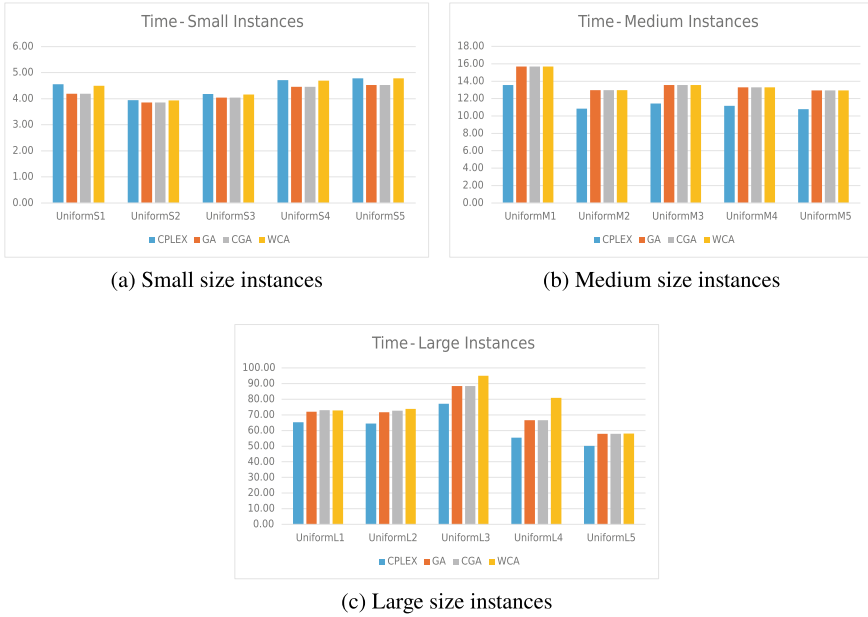 Time - Small Instances
6.00
5.00
4.00
3.00
2.00
1.00
0.00
UniformS1 UniformS2 UniformS3 UniformS4 UniformS5
CPLEX GA CGA WCA
(a) Small size instances
Time - Medium Instances
18.00
16.00
14.00
12.00
10.00
8.00
6.00
4.00
2.00
0.00
UniformM1 UniformM2 UniformM3 UniformM4 UniformM5
CPLEX GA CGA WCA
(b) Medium size instances
Time - Large Instances
100.00
90.00
80.00
70.00
60.00
50.00
40.00
30.00
20.00
10.00
0.00
UniformL1 UniformL2 UniformL3 UniformL4 UniformL5
CPLEX GA CGA WCA
(c) Large size instances